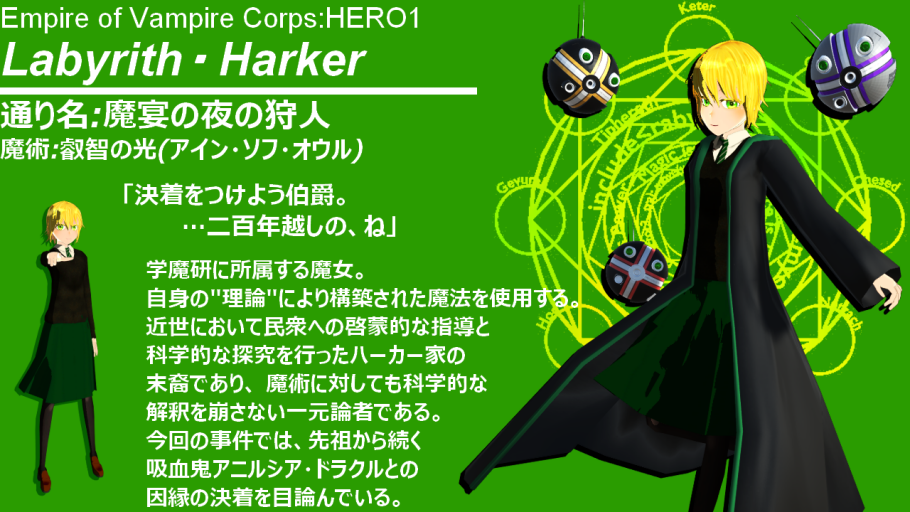 Empire of Vampire Corps:HERO1
Labyrith・Harker
通り名:魔宴の夜の狩人
魔術:叡智の光(アイン・ソフ・オウル)
「決着をつけよう伯爵。
…二百年越しの、ね」
学魔研に所属する魔女。
自身の"理論"により構築された魔法を使用する。
近世において民衆への啓蒙的な指導と
科学的な探究を行ったハーカー家の
末裔であり、魔術に対しても科学的な
解釈を崩さない一元論者である。
今回の事件では、先祖から続く
吸血鬼アニルシア・ドラクルとの
因縁の決着を目論んでいる。
Keter
Tiphereth
Chesed